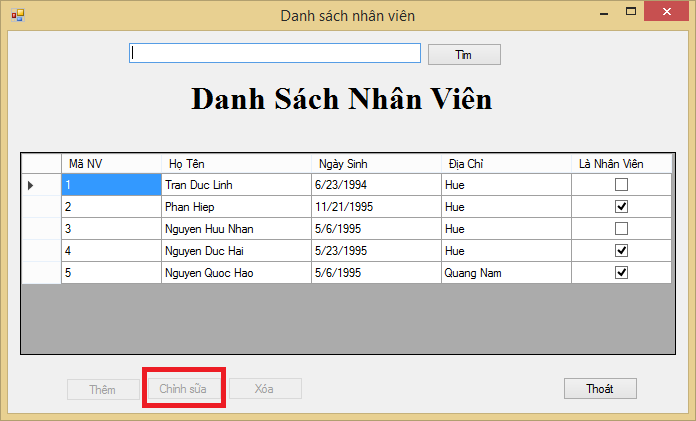 Danh sách nhân viên
Tìm
Danh Sách Nhân Viên
Mã NV Họ Tên Ngày Sinh Địa Chỉ Là Nhân Viên
1 Tran Duc Linh 6/23/1994 Hue
2 Phan Hiep 11/21/1995 Hue
3 Nguyen Huu Nhan 5/6/1995 Hue
4 Nguyen Duc Hai 5/23/1995 Hue
5 Nguyen Quoc Hao 5/6/1995 Quang Nam
Thêm Chỉnh sữa Xóa Thoát